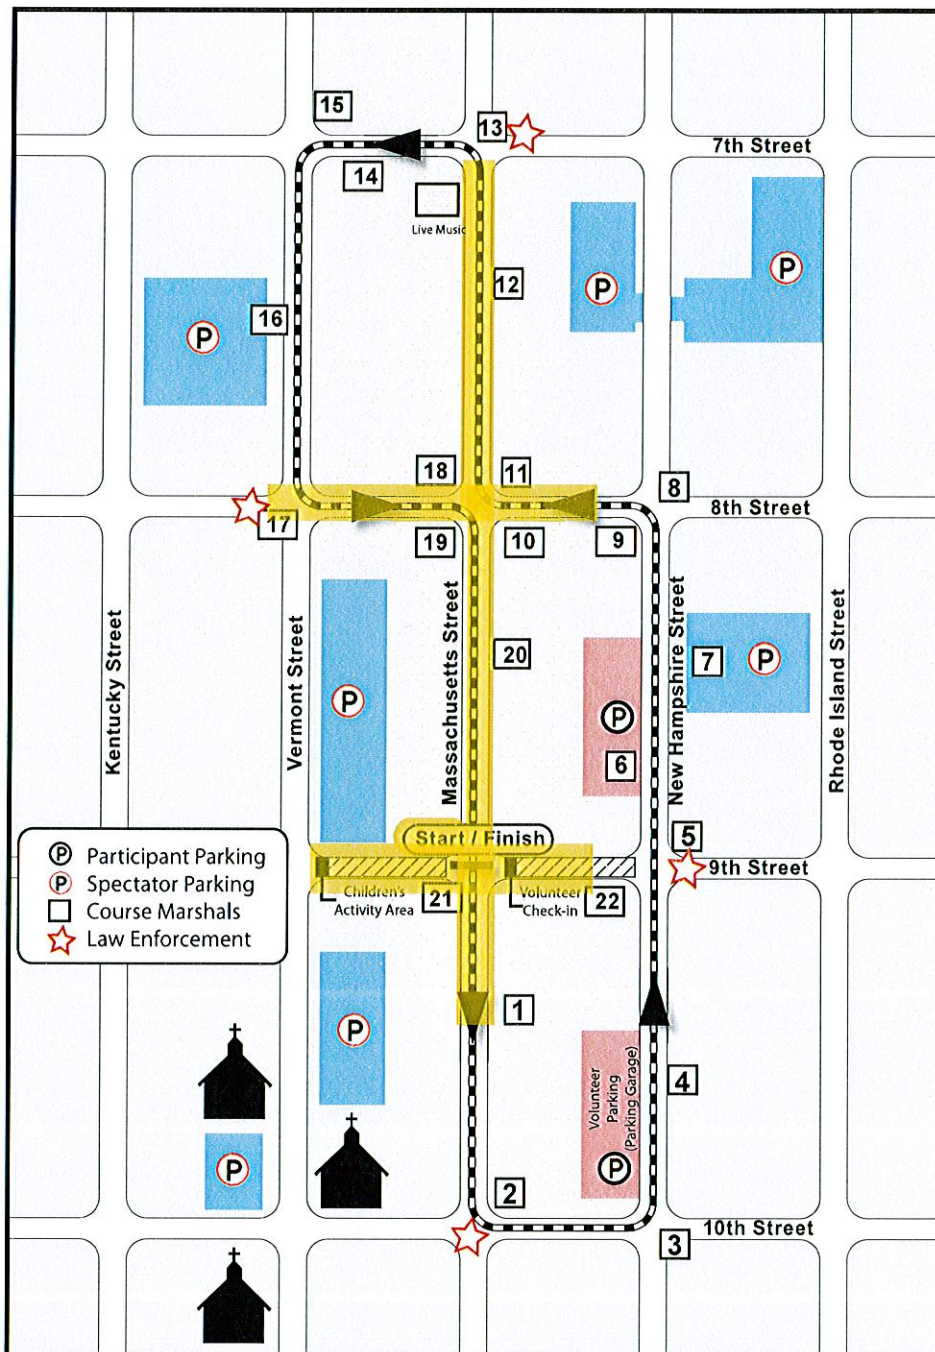 15
13
7th Street
14
Live Music
12
P
P
16
P
18
11
8
17
8th Street
19
10
9
Kentucky Street
Vermont Street
Massachusetts Street
New Hampshire Street
Rhode Island Street
20
7
P
P
P
6
Start / Finish
5
9th Street
Children's
Activity Area
21
Volunteer
Check-in
22
P Participant Parking
P Spectator Parking
Course Marshals
Law Enforcement
1
P
Volunteer
Parking
(Parking Garage)
4
P
P
2
10th Street
3